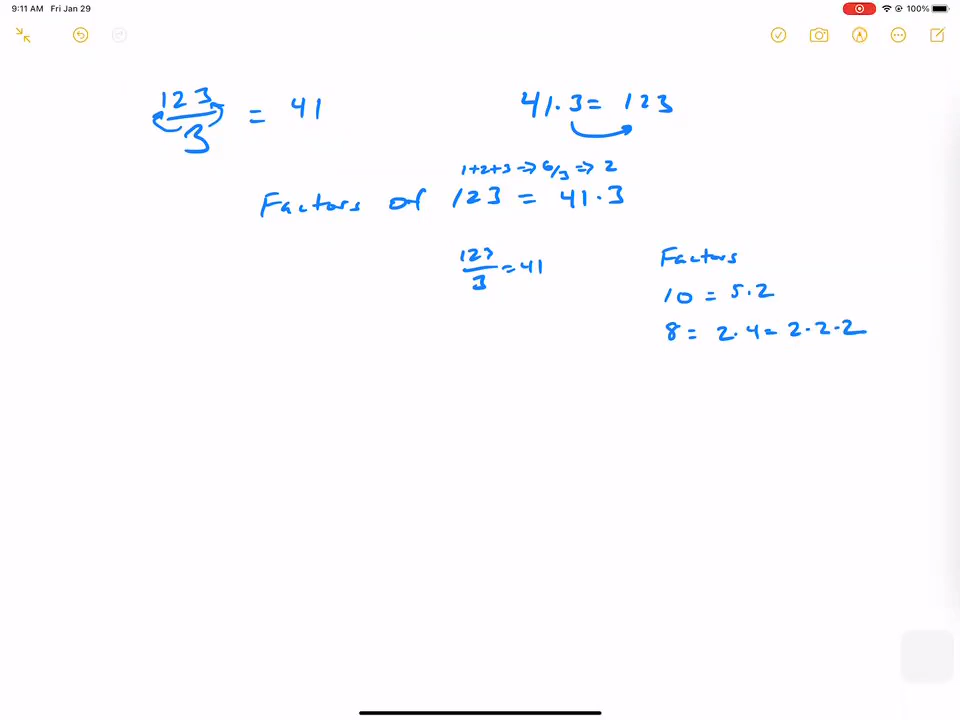 9:11 AM Fri Jan 29 100%
123/3 = 41
41·3 = 123
1+2+3 => 6/3 => 2
Factors of 123 = 41·3
123/3 = 41
Factors
10 = 5·2
8 = 2·4 = 2·2·2